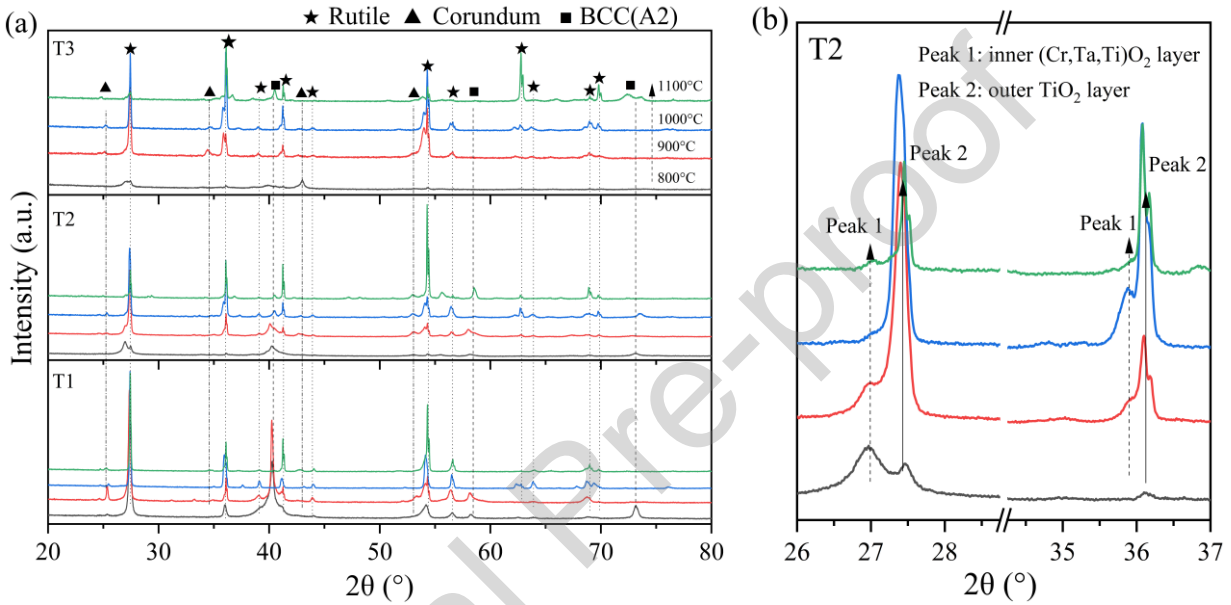 (a) ★ Rutile ▲ Corundum ■ BCC(A2)
T3
1100°C
1000°C
900°C
800°C
T2
T1
Intensity (a.u.)
20 30 40 50 60 70 80
2θ (°)
(b)
T2
Peak 1: inner (Cr,Ta,Ti)O₂ layer
Peak 2: outer TiO₂ layer
Peak 2
Peak 1
Peak 2
Peak 1
26 27 28 34 35 36 37
2θ (°)
al Pre-proof